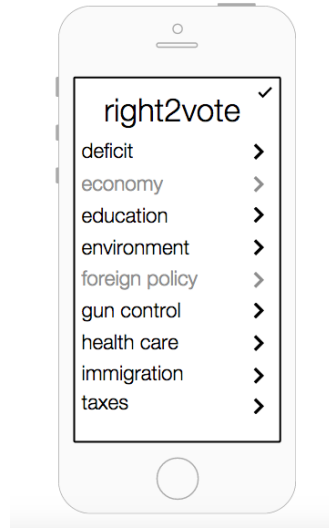 right2vote
deficit
economy
education
environment
foreign policy
gun control
health care
immigration
taxes